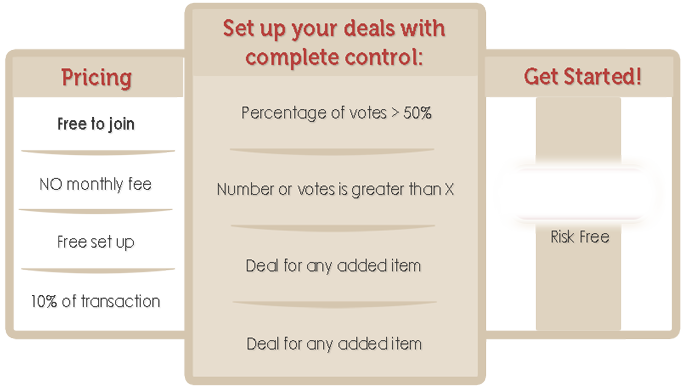 Pricing
Free to join
NO monthly fee
Free set up
10% of transaction
Set up your deals with
complete control:
Percentage of votes > 50%
Number or votes is greater than X
Deal for any added item
Deal for any added item
Get Started!
Risk Free